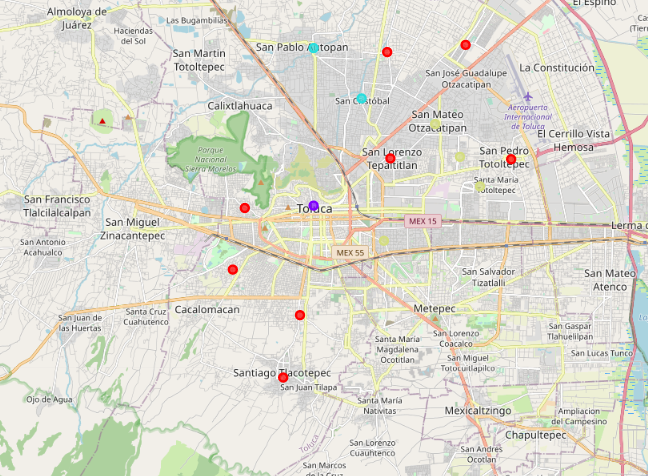 El Espino
Almoloya de
Juárez
Las Bugambilias
Haciendas
del Sol
San Pablo Autopan
San Martin
Totoltepec
La Constitución
San José Guadalupe
Otzacatipan
Calixtlahuaca
San Cristóbal
Aeropuerto
Internacional
de Toluca
San Mateo
Otzacatipan
El Cerrillo Vista
Hermosa
Parque
Nacional
Sierra Morelos
San Lorenzo
Tepaltitlan
San Pedro
Totoltepec
Santa Maria
Totoltepec
San Francisco
Tlalcilalcalpan
Toluca
San Miguel
Zinacantepec
MEX 15
Lerma d
San Antonio
Acahualco
MEX 55
San Salvador
Tizatlalli
San Mateo
Atenco
Cacalomacan
Santa Cruz
Cuauhtenco
San Juan de
las Huertas
Metepec
San Lorenzo
Coacalco
San Gaspar
Tlahuelilpan
Santa María
Magdalena
Ocotitlán
San Miguel
Totocuitlapilco
San Lucas Tunco
Santiago Tlacotepec
San Juan Tilapa
Ojo de Agua
Santa María
Nativitas
Mexicaltzingo
Ampliacion
del Campesino
Chapultepec
Toluca
San Lorenzo
Cuauhtenco
San Andres
Ocotlan
San Marcos
de la Cruz